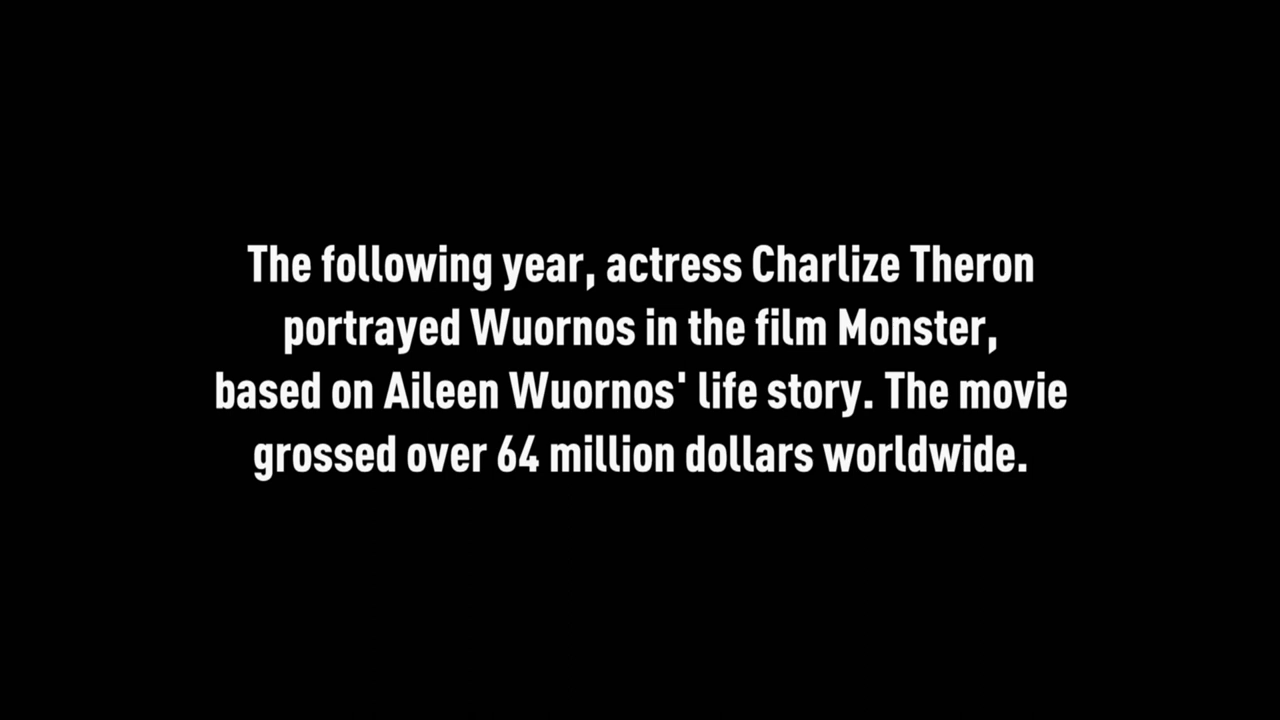 The following year, actress Charlize Theron
portrayed Wuornos in the film Monster,
based on Aileen Wuornos' life story. The movie
grossed over 64 million dollars worldwide.